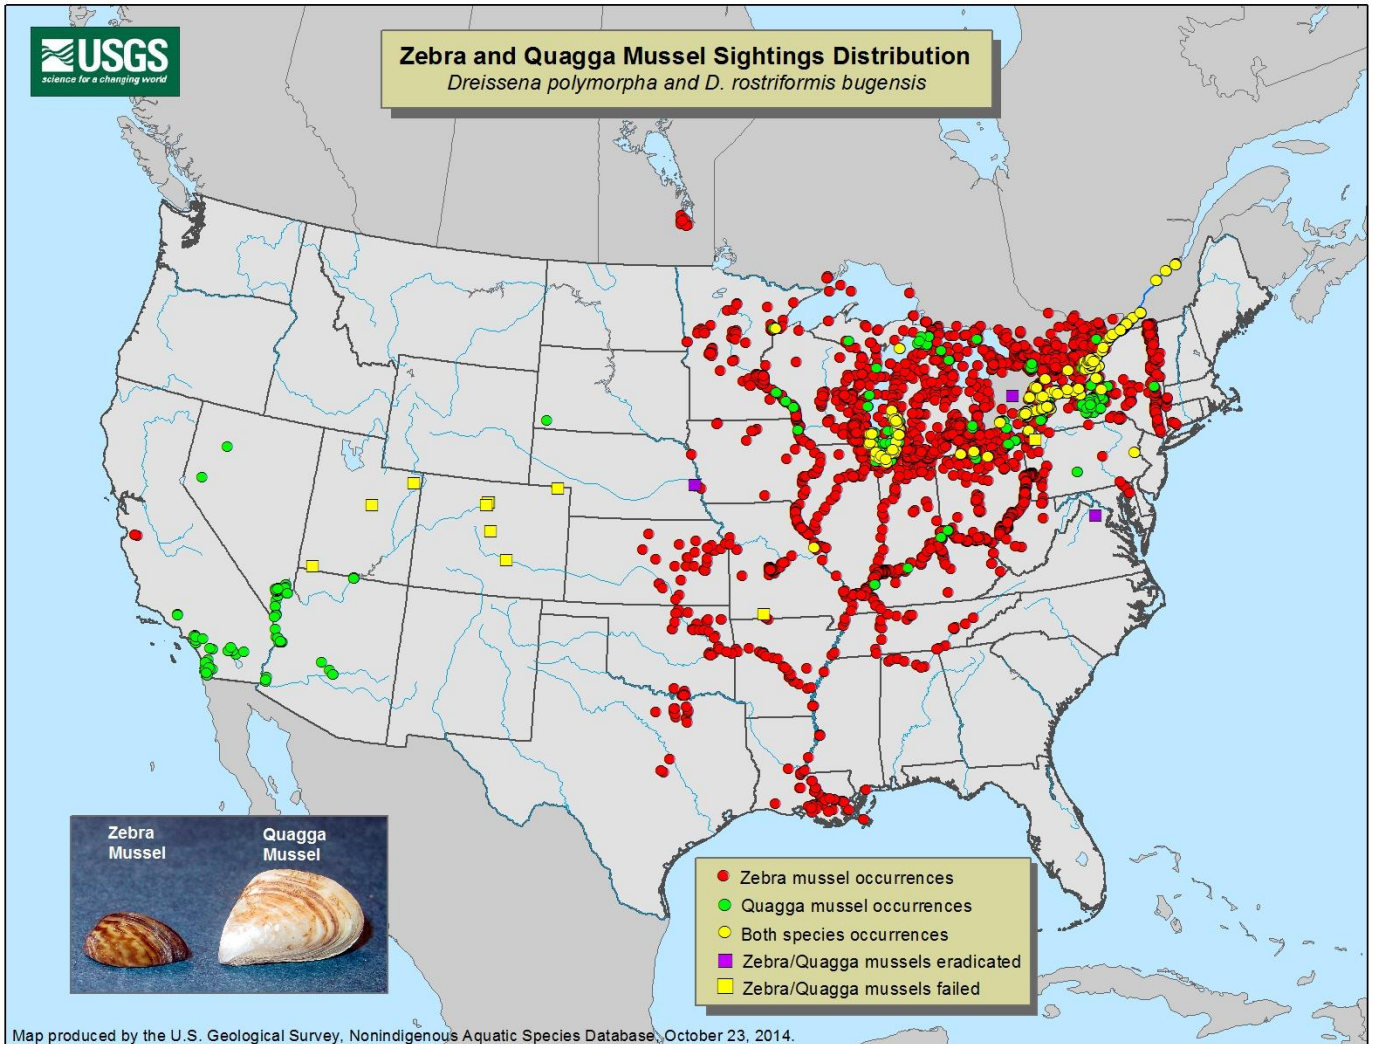 USGS
science for a changing world
Zebra and Quagga Mussel Sightings Distribution
Dreissena polymorpha and D. rostriformis bugensis
Zebra
Mussel
Quagga
Mussel
Zebra mussel occurrences
Quagga mussel occurrences
Both species occurrences
Zebra/Quagga mussels eradicated
Zebra/Quagga mussels failed
Map produced by the U.S. Geological Survey, Nonindigenous Aquatic Species Database, October 23, 2014.